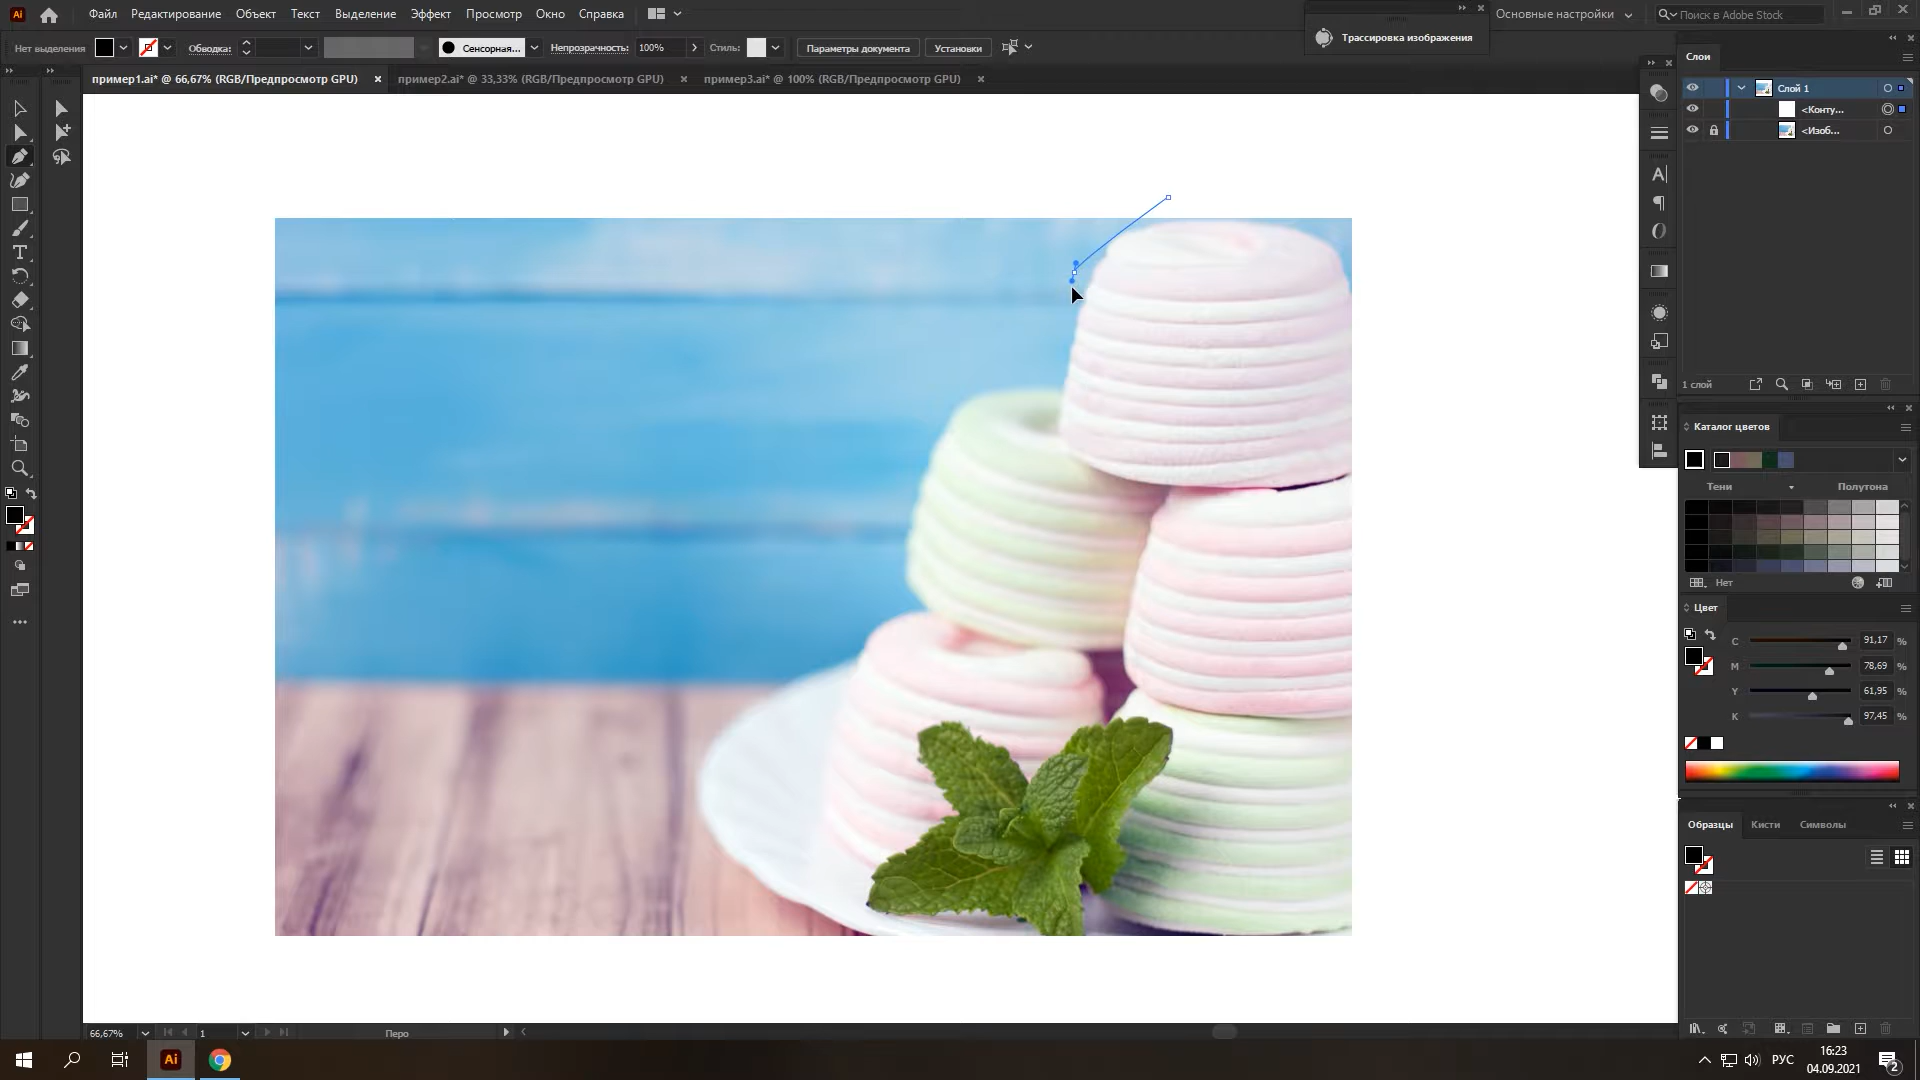 Ai Файл Редактирование Объект Текст Выделение Эффект Просмотр Окно Справка
Основные настройки
Поиск в Adobe Stock
Трассировка изображения
Нет выделения
Обводка:
Сенсорная...
Непрозрачность:
100%
Стиль:
Параметры документа
Установки
пример1.ai* @ 66,67% (RGB/Предпросмотр GPU)
пример2.ai* @ 33,33% (RGB/Предпросмотр GPU)
пример3.ai* @ 100% (RGB/Предпросмотр GPU)
Слои
Слой 1
<Конту...
<Изоб...
1 слой
Каталог цветов
Тени
Полутона
Нет
Цвет
C 91,17 %
M 78,69 %
Y 61,95 %
K 97,45 %
Образцы Кисти Символы
66,67%
1
Перо
Ai
РУС
16:23
04.09.2021
2